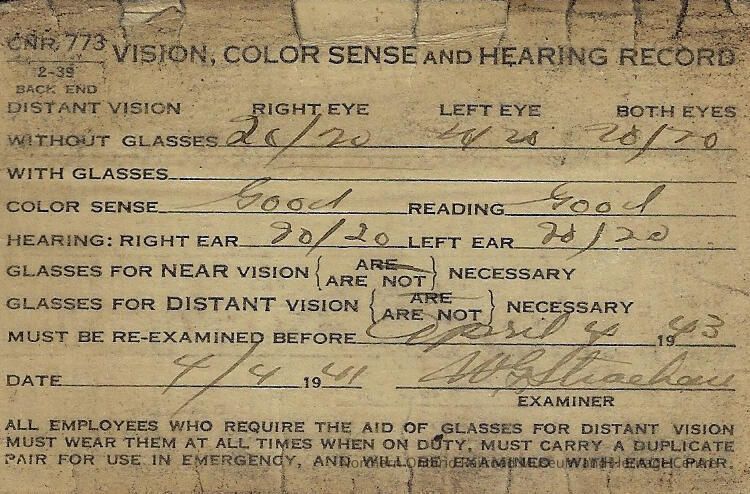 CNR, 773
2-39
BACK END
VISION, COLOR SENSE AND HEARING RECORD
DISTANT VISION RIGHT EYE LEFT EYE BOTH EYES
WITHOUT GLASSES 20/20 20/20 20/20
WITH GLASSES
COLOR SENSE Good READING Good
HEARING: RIGHT EAR 20/20 LEFT EAR 20/20
GLASSES FOR NEAR VISION { ARE / ARE NOT } NECESSARY
GLASSES FOR DISTANT VISION { ARE / ARE NOT } NECESSARY
MUST BE RE-EXAMINED BEFORE April 4 1943
DATE 4/4 1941
EXAMINER
ALL EMPLOYEES WHO REQUIRE THE AID OF GLASSES FOR DISTANT VISION
MUST WEAR THEM AT ALL TIMES WHEN ON DUTY, MUST CARRY A DUPLICATE
PAIR FOR USE IN EMERGENCY, AND WILL BE EXAMINED WITH EACH PAIR.